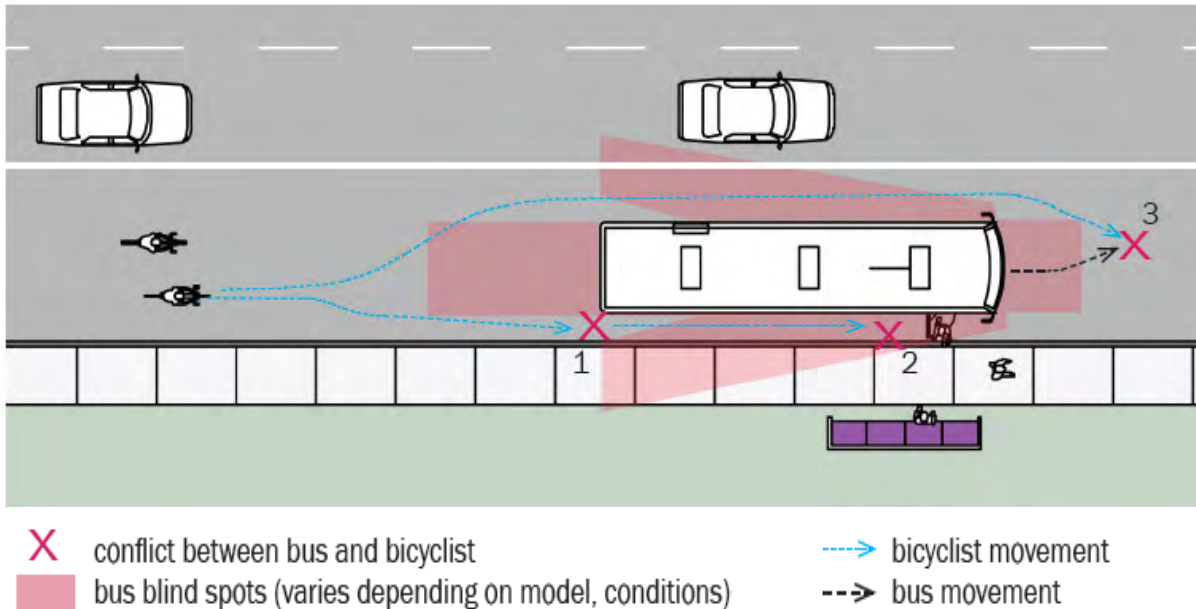 3
1
2
X conflict between bus and bicyclist
bicyclist movement
bus blind spots (varies depending on model, conditions)
bus movement